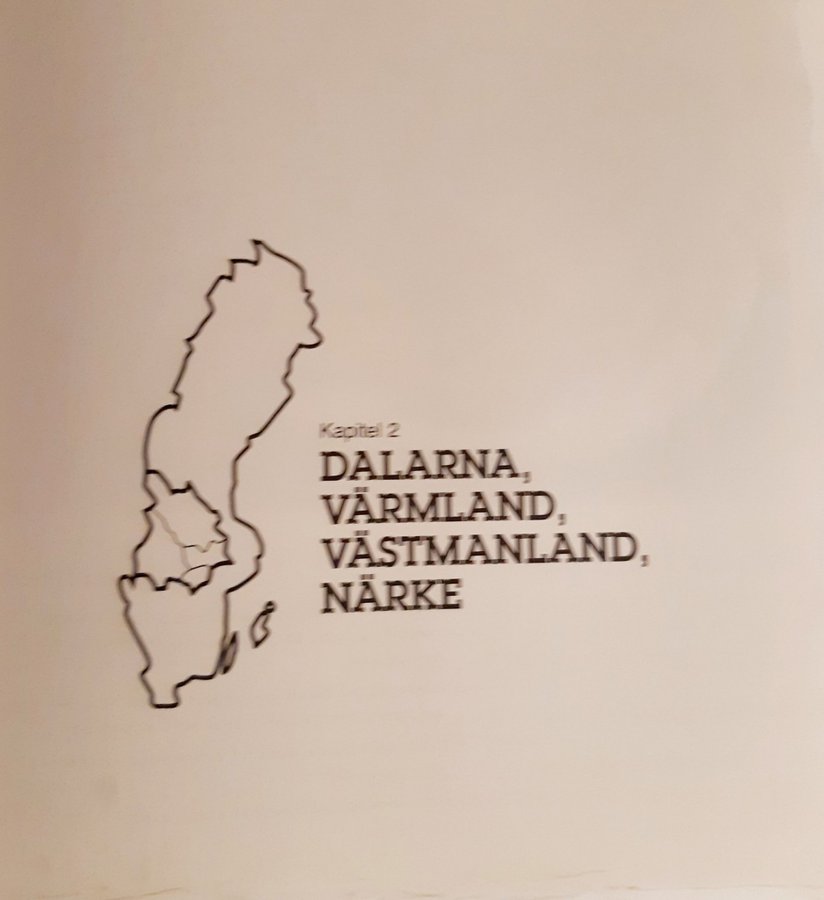 Kapitel 2
DALARNA,
VÄRMLAND,
VÄSTMANLAND,
NÄRKE